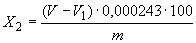 X₂ = (V − V₁) · 0,000243 · 100 / m